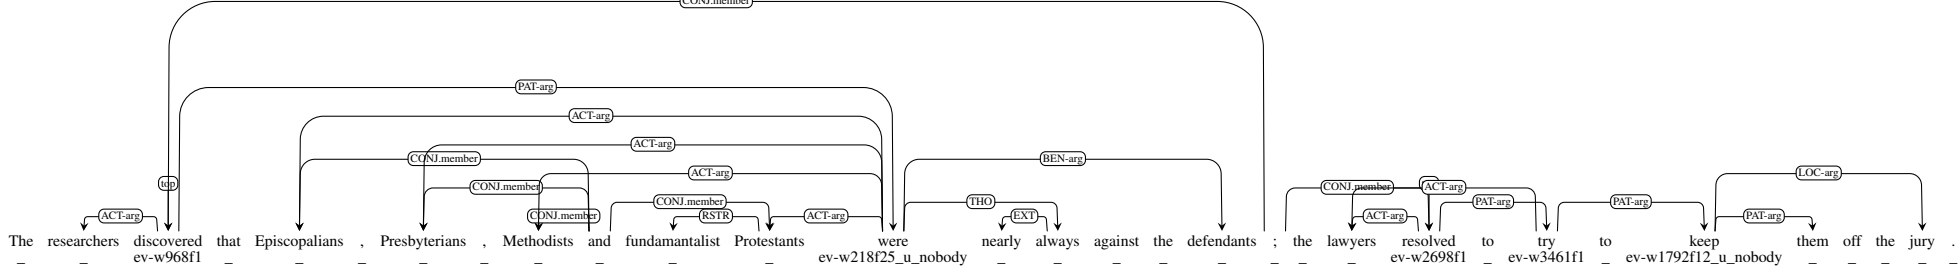 CONJ.member
PAT-arg
ACT-arg
ACT-arg
CONJ.member BEN-arg
ACT-arg LOC-arg
top CONJ.member CONJ.member ACT-arg
CONJ.member THO PAT-arg PAT-arg
ACT-arg CONJ.member RSTR ACT-arg EXT ACT-arg PAT-arg
The researchers discovered that Episcopalians , Presbyterians , Methodists and fundamantalist Protestants were nearly always against the defendants ; the lawyers resolved to try to keep them off the jury .
_ _ ev-w968f1 _ _ _ _ _ _ _ _ _ ev-w218f25_u_nobody _ _ _ _ _ _ _ _ ev-w2698f1 _ ev-w3461f1 _ ev-w1792f12_u_nobody _ _ _ _ _